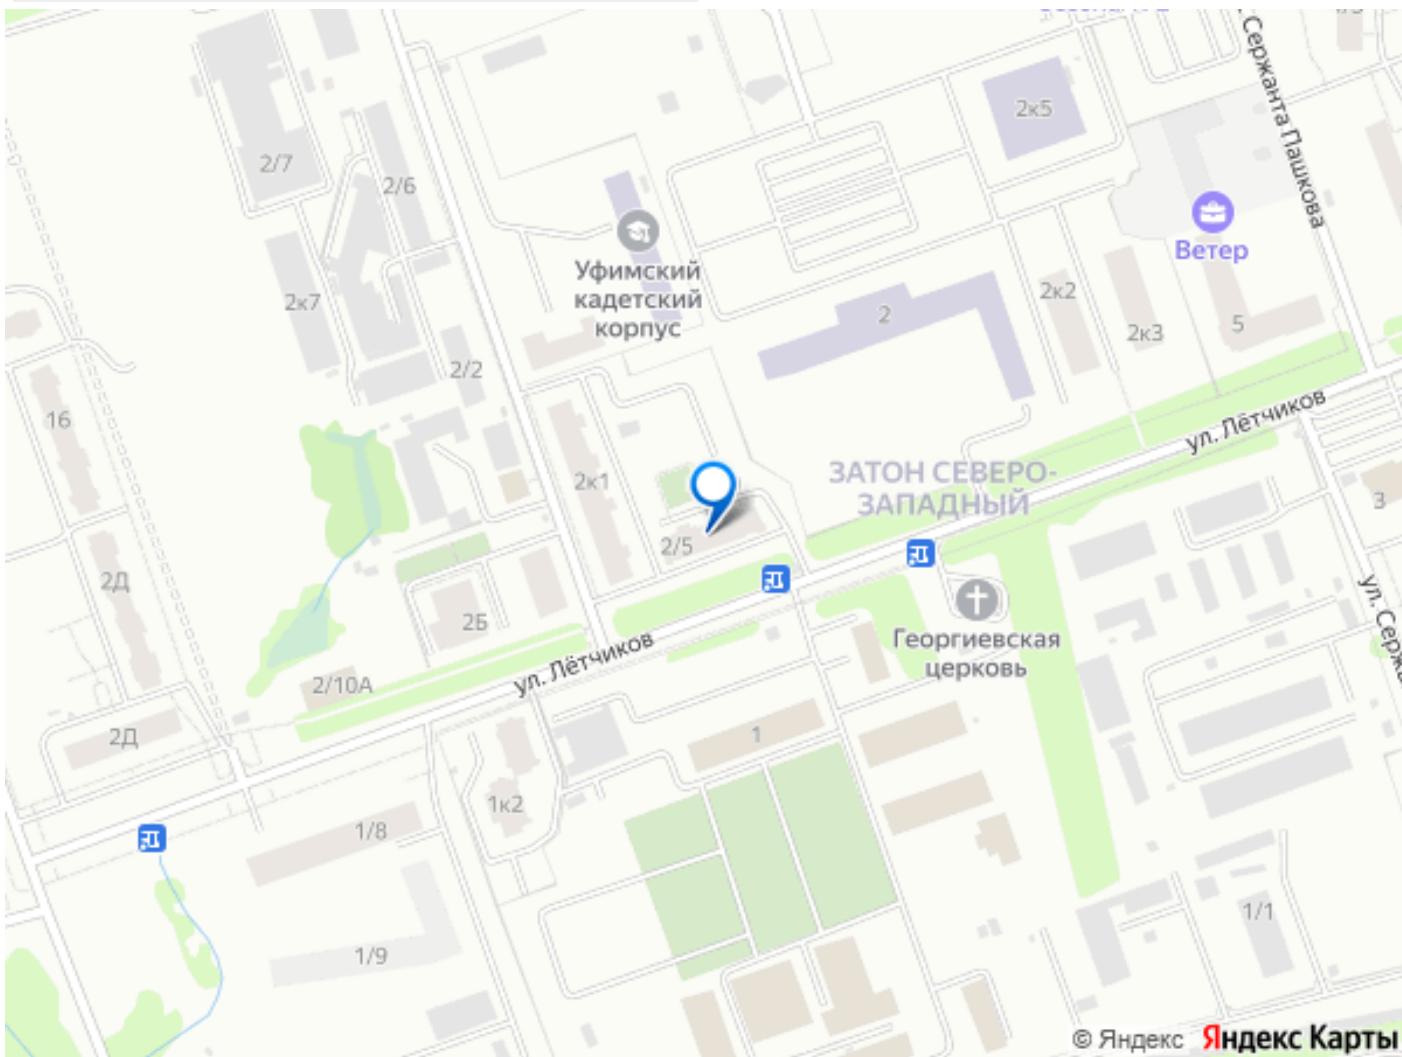 ул. Сержанта Пашкова
2к5
2/7
2/6
Ветер
Уфимский
кадетский
корпус
2к7
2к2
2
2к3
5
2/2
16
ул. Лётчиков
2к1
ЗАТОН СЕВЕРО-
ЗАПАДНЫЙ
3
2/5
2Д
2Б
Георгиевская
церковь
ул. Лётчиков
2/10А
2Д
1
1к2
1/8
1/1
1/9
© Яндекс Яндекс Карты